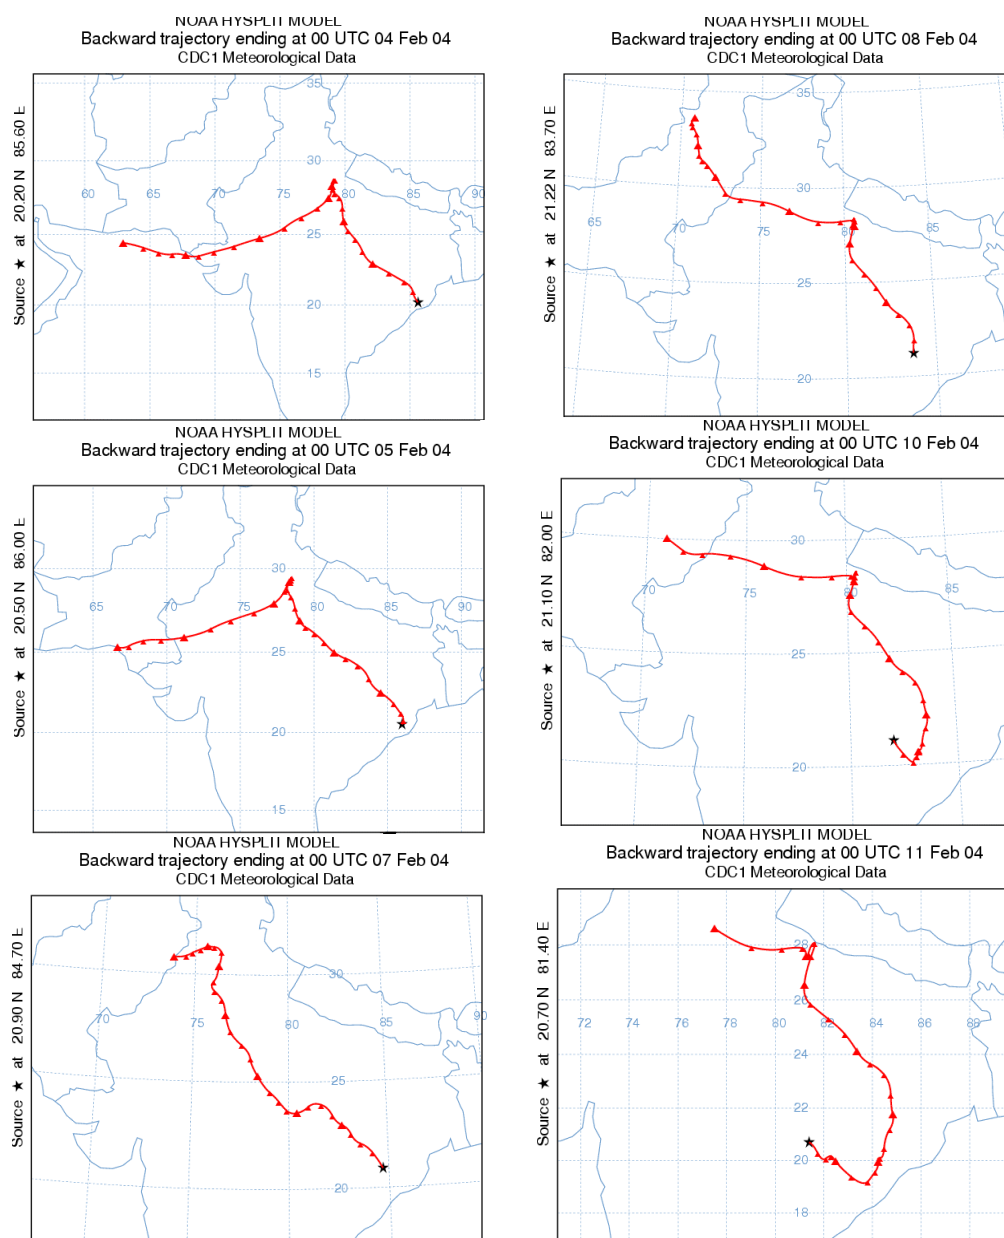 NOAA HYSPLIT MODEL
Backward trajectory ending at 00 UTC 04 Feb 04
CDC1 Meteorological Data
Source ★ at 20.20 N 85.60 E
35
30
60
65
70
75
80
85
90
25
20
15
NOAA HYSPLIT MODEL
Backward trajectory ending at 00 UTC 08 Feb 04
CDC1 Meteorological Data
Source ★ at 21.22 N 83.70 E
35
30
65
70
75
80
85
25
20
NOAA HYSPLIT MODEL
Backward trajectory ending at 00 UTC 05 Feb 04
CDC1 Meteorological Data
Source ★ at 20.50 N 86.00 E
30
65
70
75
80
85
90
25
20
15
NOAA HYSPLIT MODEL
Backward trajectory ending at 00 UTC 10 Feb 04
CDC1 Meteorological Data
Source ★ at 21.10 N 82.00 E
30
70
75
80
85
25
20
NOAA HYSPLIT MODEL
Backward trajectory ending at 00 UTC 07 Feb 04
CDC1 Meteorological Data
Source ★ at 20.90 N 84.70 E
30
70
75
80
85
90
25
20
NOAA HYSPLIT MODEL
Backward trajectory ending at 00 UTC 11 Feb 04
CDC1 Meteorological Data
Source ★ at 20.70 N 81.40 E
28
26
72
74
76
78
80
82
84
86
88
24
22
20
18